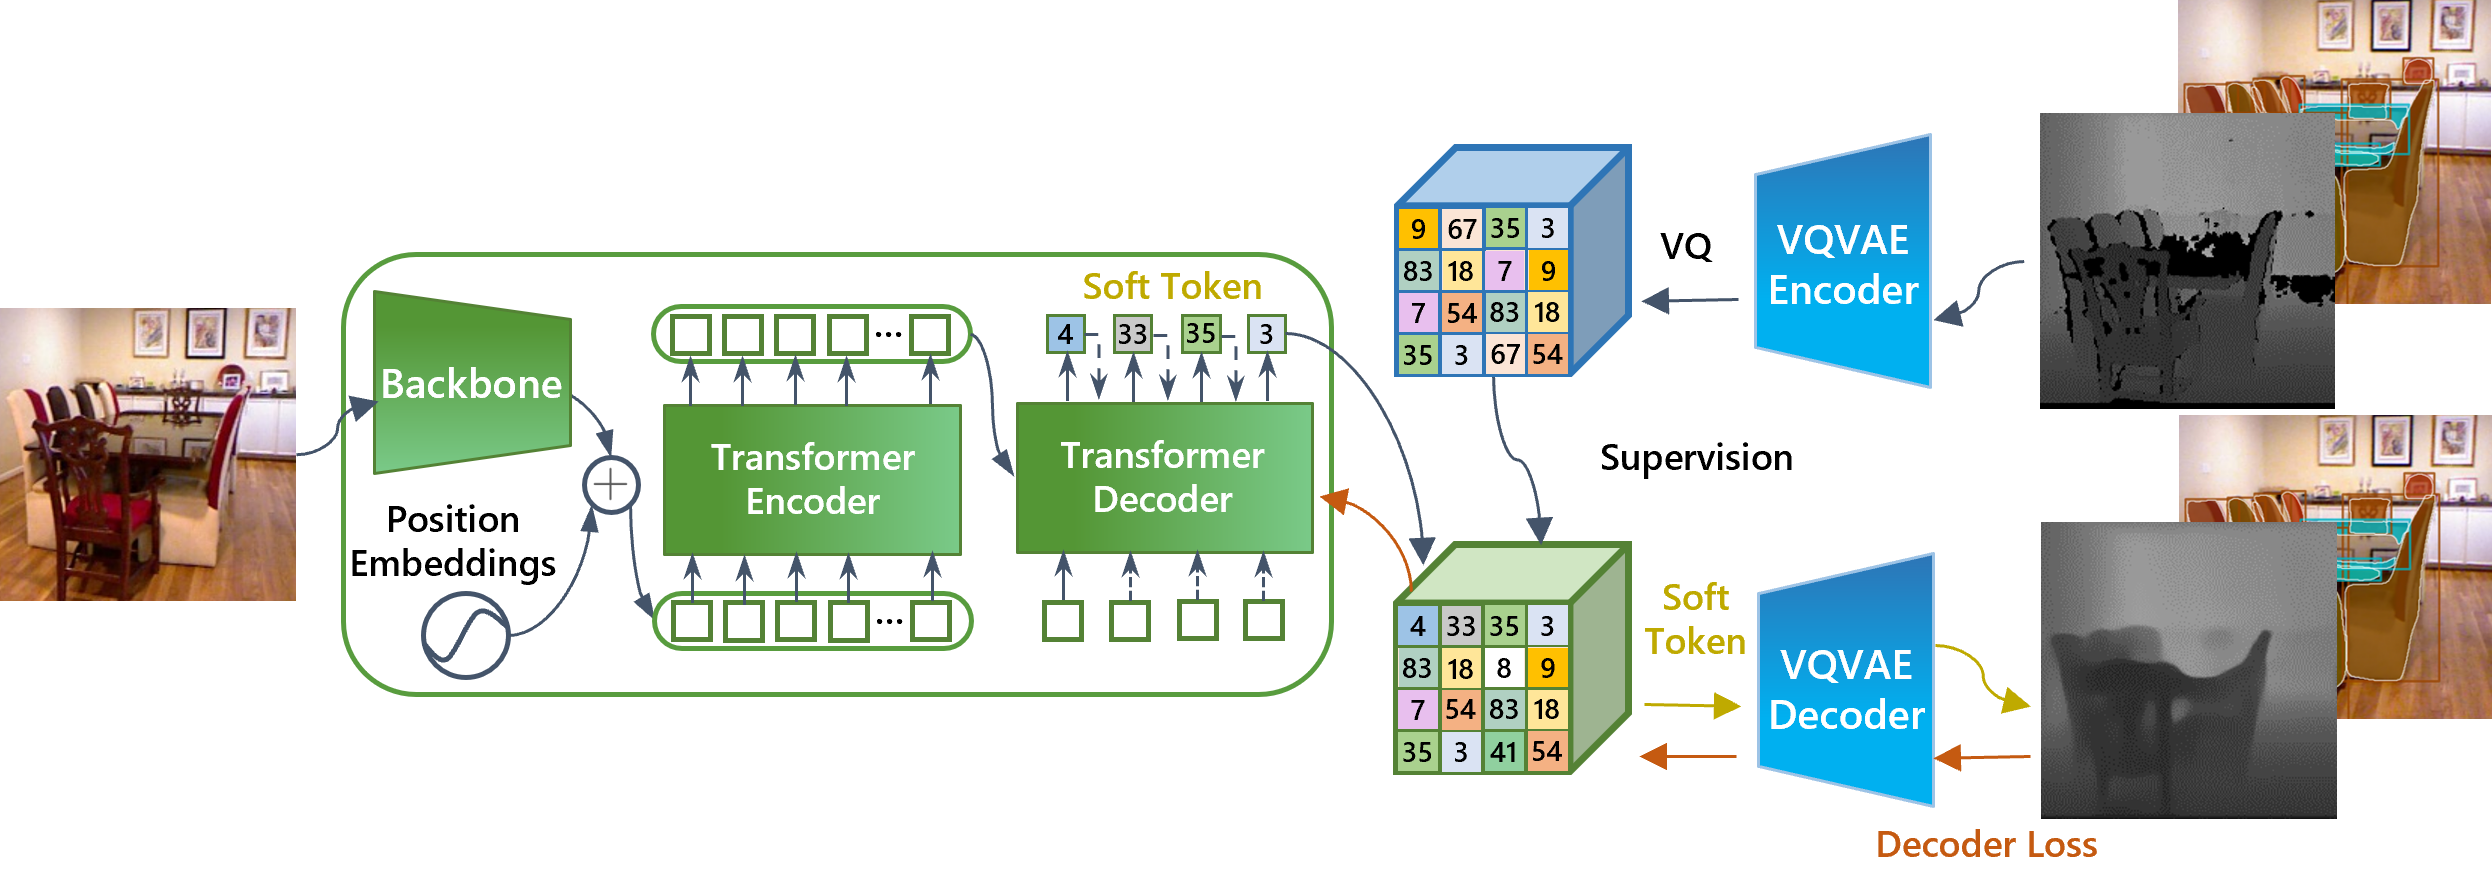 Backbone
Position
Embeddings
...
Transformer
Encoder
...
Soft Token
4 33 35 3
Transformer
Decoder
9 67 35 3
83 18 7 9
7 54 83 18
35 3 67 54
VQ
VQVAE
Encoder
Supervision
4 33 35 3
83 18 8 9
7 54 83 18
35 3 41 54
Soft
Token
VQVAE
Decoder
Decoder Loss